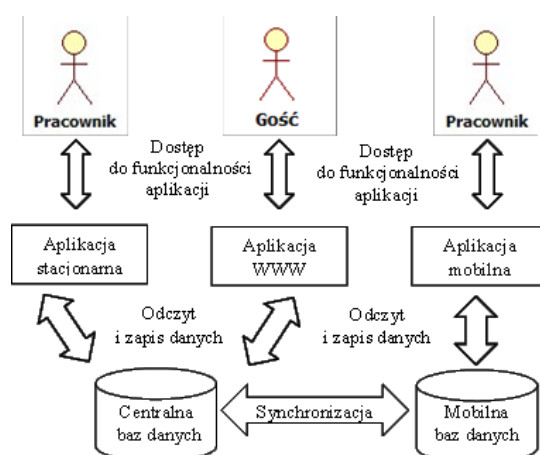 Pracownik
Gość
Pracownik
Dostęp
do funkcjonalności
aplikacji
Dostęp
do funkcjonalności
aplikacji
Aplikacja
stacjonarna
Aplikacja
WWW
Aplikacja
mobilna
Odczyt
i zapis danych
Odczyt
i zapis danych
Centralna
baz danych
Synchronizacja
Mobilna
baz danych